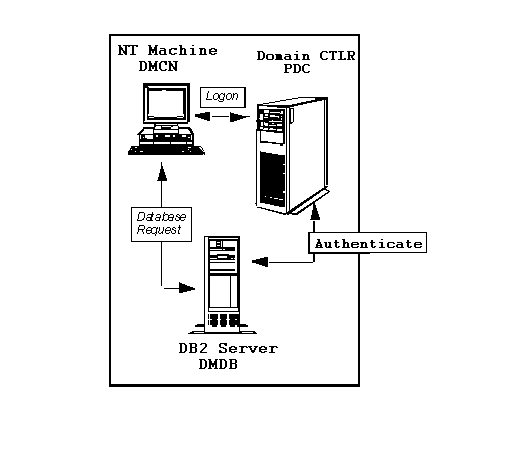 NT Machine
DMCN
Domain CTLR
PDC
Logon
Database
Request
Authenticate
DB2 Server
DMDB